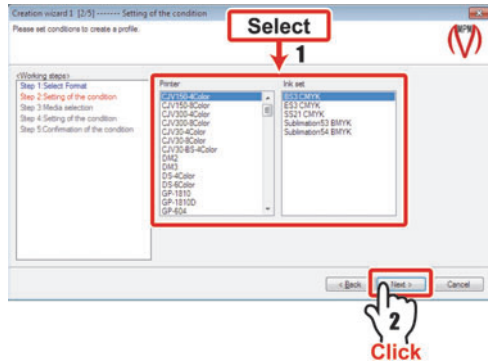 Creation wizard 1 [2/5] ------- Setting of the condition
Please set conditions to create a profile.
Select
1
<Working steps>
Step 1:Select Format
Step 2:Setting of the condition
Step 3:Media selection
Step 4:Setting of the condition
Step 5:Confirmation of the condition
Printer
CJV150-4Color
CJV150-8Color
CJV300-4Color
CJV300-8Color
CJV30-4Color
CJV30-8Color
CJV30-BS-4Color
DM2
DM3
DS-4Color
DS-6Color
GP-1810
GP-1810D
GP-604
Ink set
BS3 CMYK
ES3 CMYK
SS21 CMYK
Sublimation53 BMYK
Sublimation54 BMYK
< Back
Next >
Cancel
2
Click